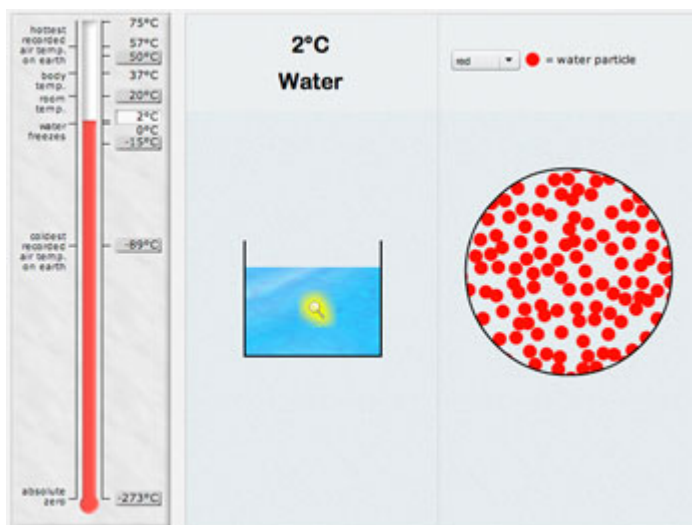 hottest
recorded
air temp.
on earth
body
temp.
room
temp.
water
freezes
coldest
recorded
air temp.
on earth
absolute
zero
75°C
57°C
50°C
37°C
20°C
2°C
0°C
-15°C
-89°C
-273°C
2°C
Water
red
= water particle